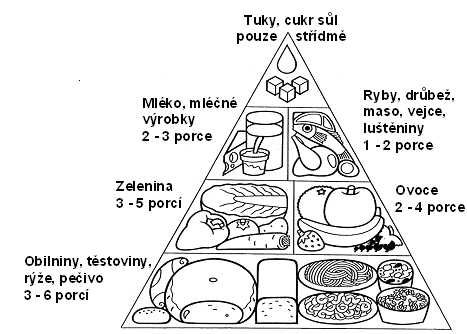 Tuky, cukr sůl
pouze střídmě
Mléko, mléčné
výrobky
2 - 3 porce
Ryby, drůbež,
maso, vejce,
luštěniny
1 - 2 porce
Zelenina
3 - 5 porcí
Ovoce
2 - 4 porce
Obilniny, těstoviny,
rýže, pečivo
3 - 6 porcí